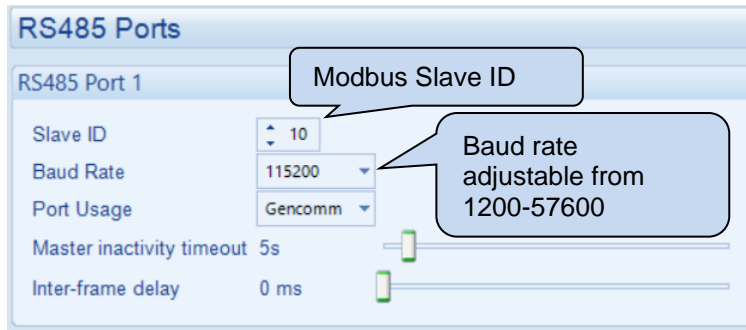 RS485 Ports
RS485 Port 1
Modbus Slave ID
Slave ID 10
Baud Rate 115200
Baud rate
adjustable from
1200-57600
Port Usage Gencomm
Master inactivity timeout 5s
Inter-frame delay 0 ms